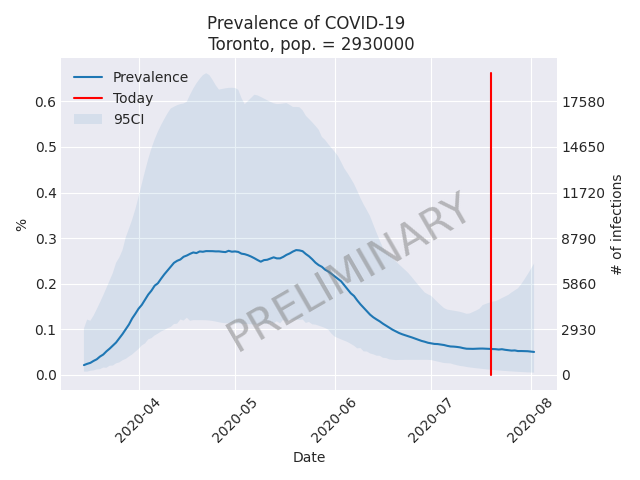 Prevalence of COVID-19
Toronto, pop. = 2930000
Prevalence
Today
95CI
0.6
0.5
0.4
0.3
0.2
0.1
0.0
%
17580
14650
11720
8790
5860
2930
0
# of infections
PRELIMINARY
2020-04
2020-05
2020-06
2020-07
2020-08
Date